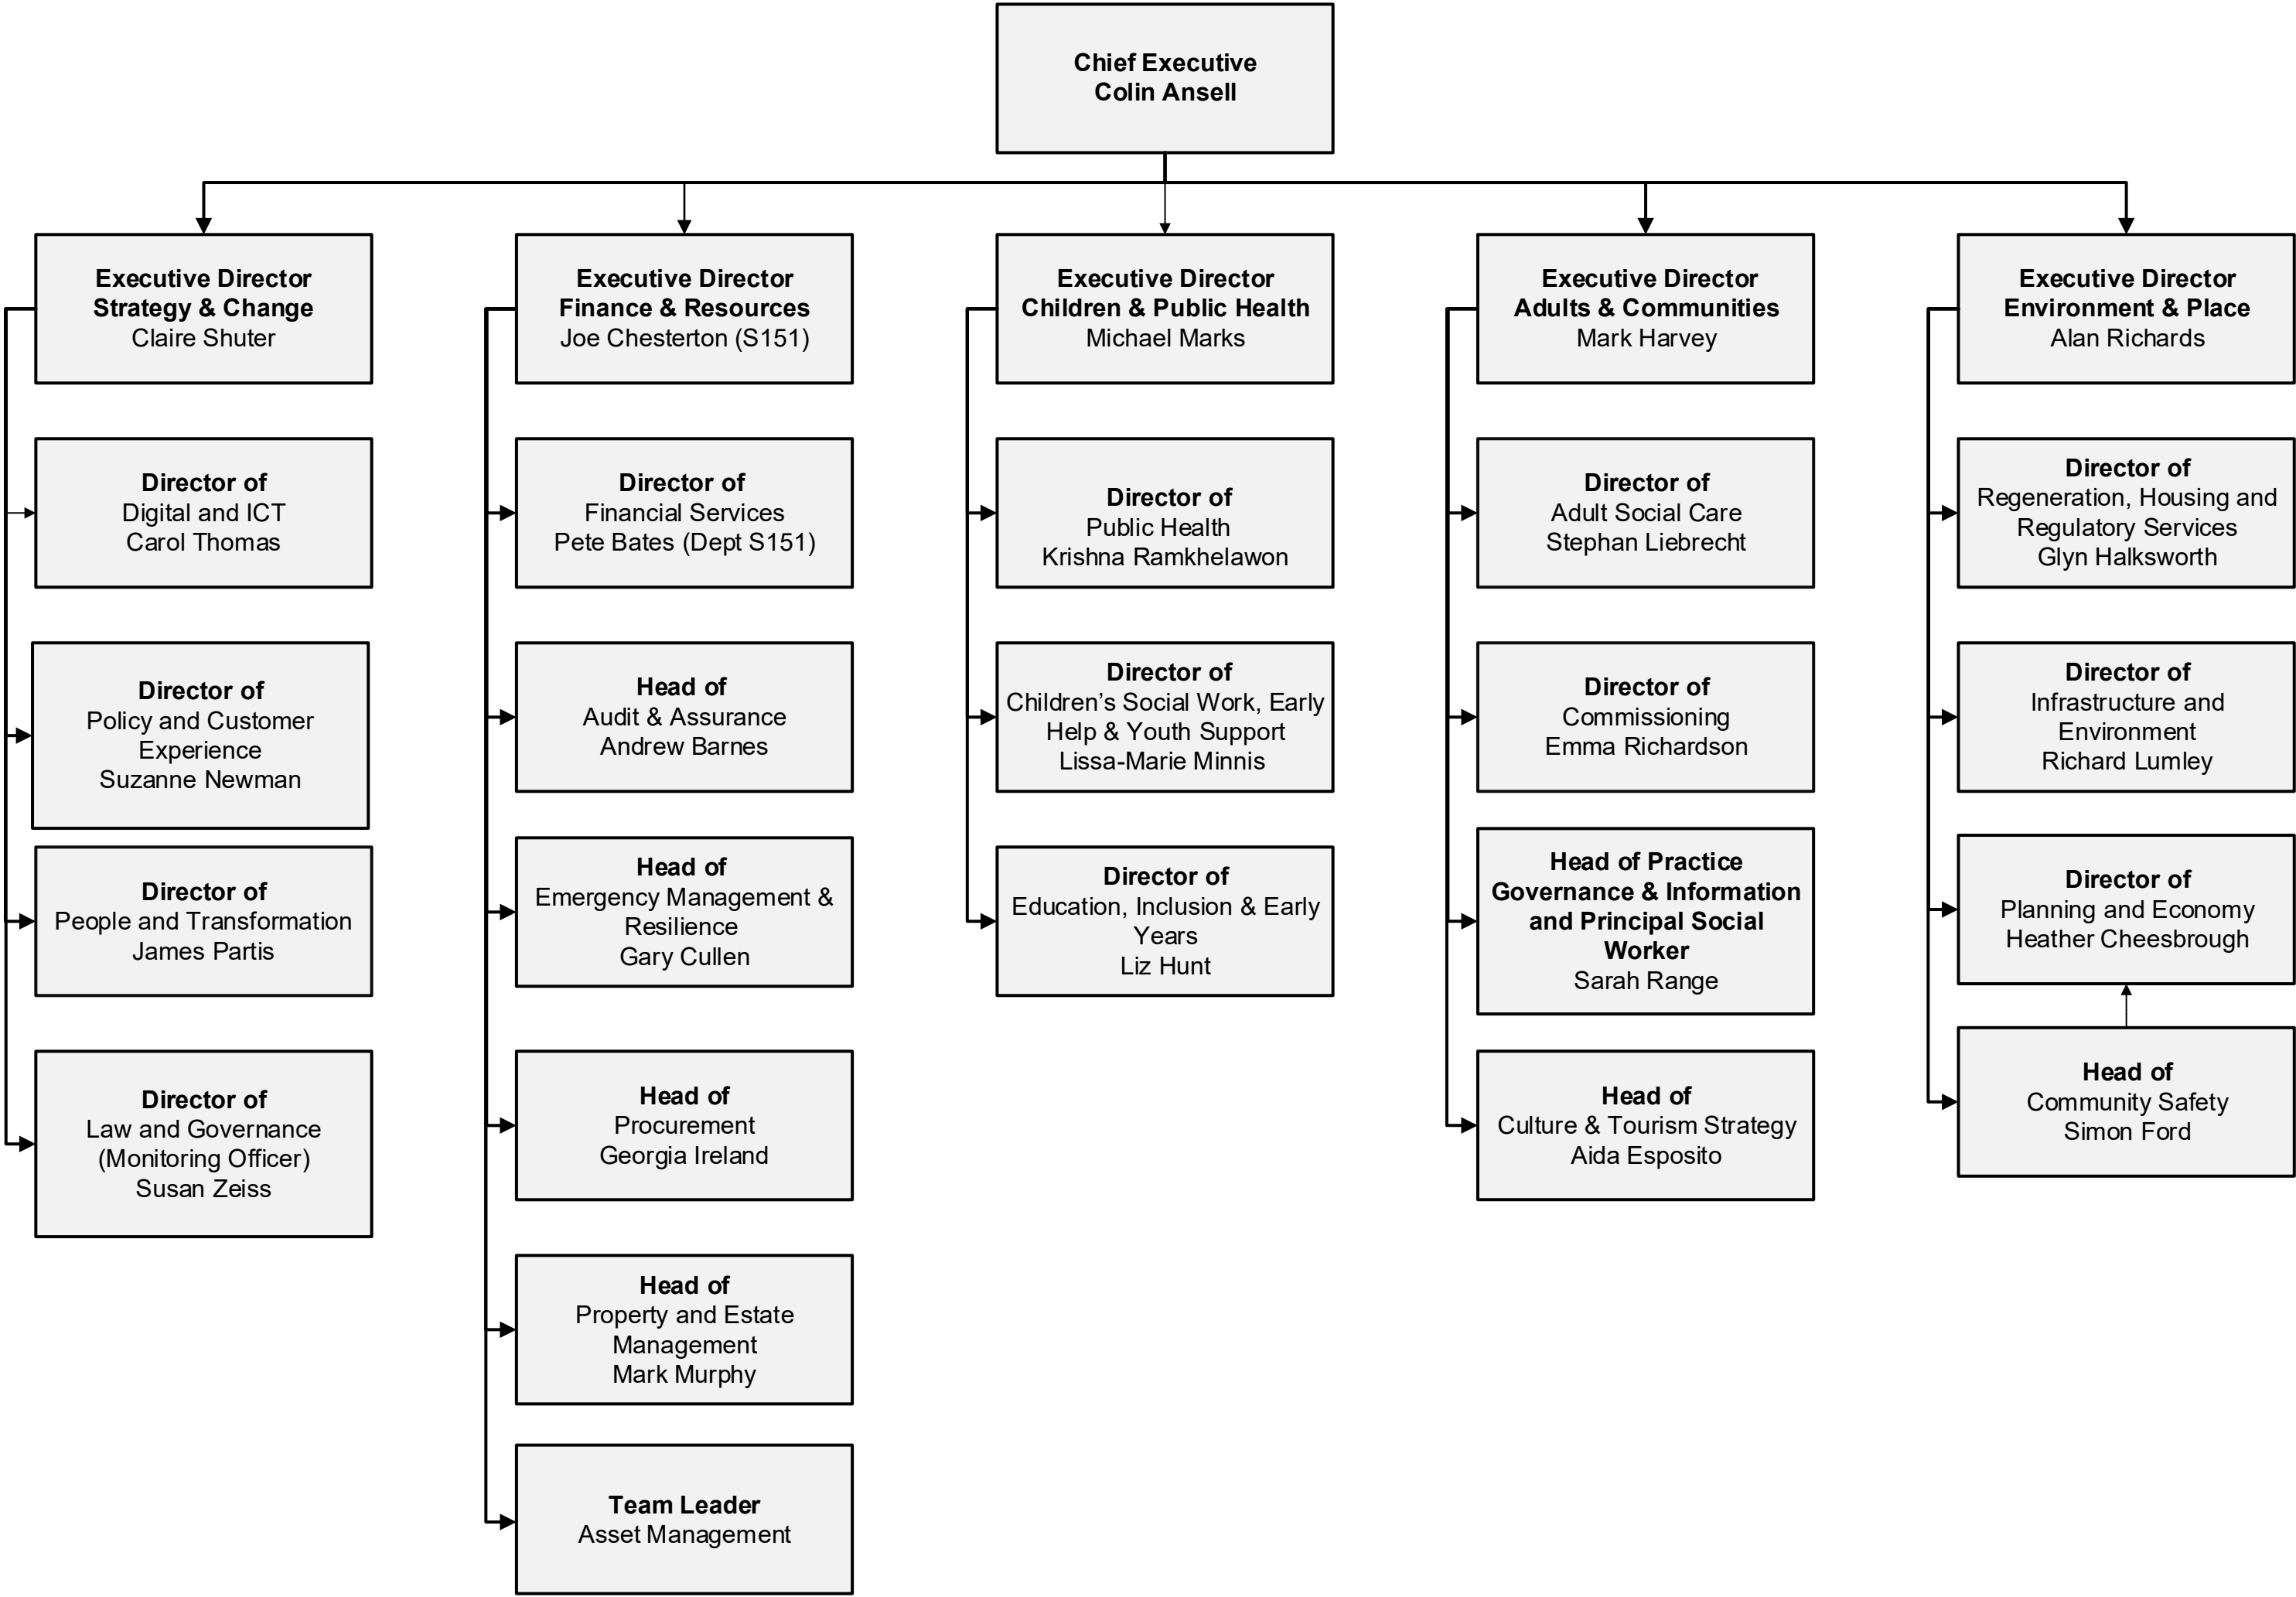 Chief Executive
Colin Ansell
Executive Director
Strategy & Change
Claire Shuter
Executive Director
Finance & Resources
Joe Chesterton (S151)
Executive Director
Children & Public Health
Michael Marks
Executive Director
Adults & Communities
Mark Harvey
Executive Director
Environment & Place
Alan Richards
Director of
Digital and ICT
Carol Thomas
Director of
Financial Services
Pete Bates (Dept S151)
Director of
Public Health
Krishna Ramkhelawon
Director of
Adult Social Care
Stephan Liebrecht
Director of
Regeneration, Housing and
Regulatory Services
Glyn Halksworth
Director of
Policy and Customer
Experience
Suzanne Newman
Head of
Audit & Assurance
Andrew Barnes
Director of
Children’s Social Work, Early
Help & Youth Support
Lissa-Marie Minnis
Director of
Commissioning
Emma Richardson
Director of
Infrastructure and
Environment
Richard Lumley
Director of
People and Transformation
James Partis
Head of
Emergency Management &
Resilience
Gary Cullen
Director of
Education, Inclusion & Early
Years
Liz Hunt
Head of Practice
Governance & Information
and Principal Social
Worker
Sarah Range
Director of
Planning and Economy
Heather Cheesbrough
Director of
Law and Governance
(Monitoring Officer)
Susan Zeiss
Head of
Procurement
Georgia Ireland
Head of
Culture & Tourism Strategy
Aida Esposito
Head of
Community Safety
Simon Ford
Head of
Property and Estate
Management
Mark Murphy
Team Leader
Asset Management